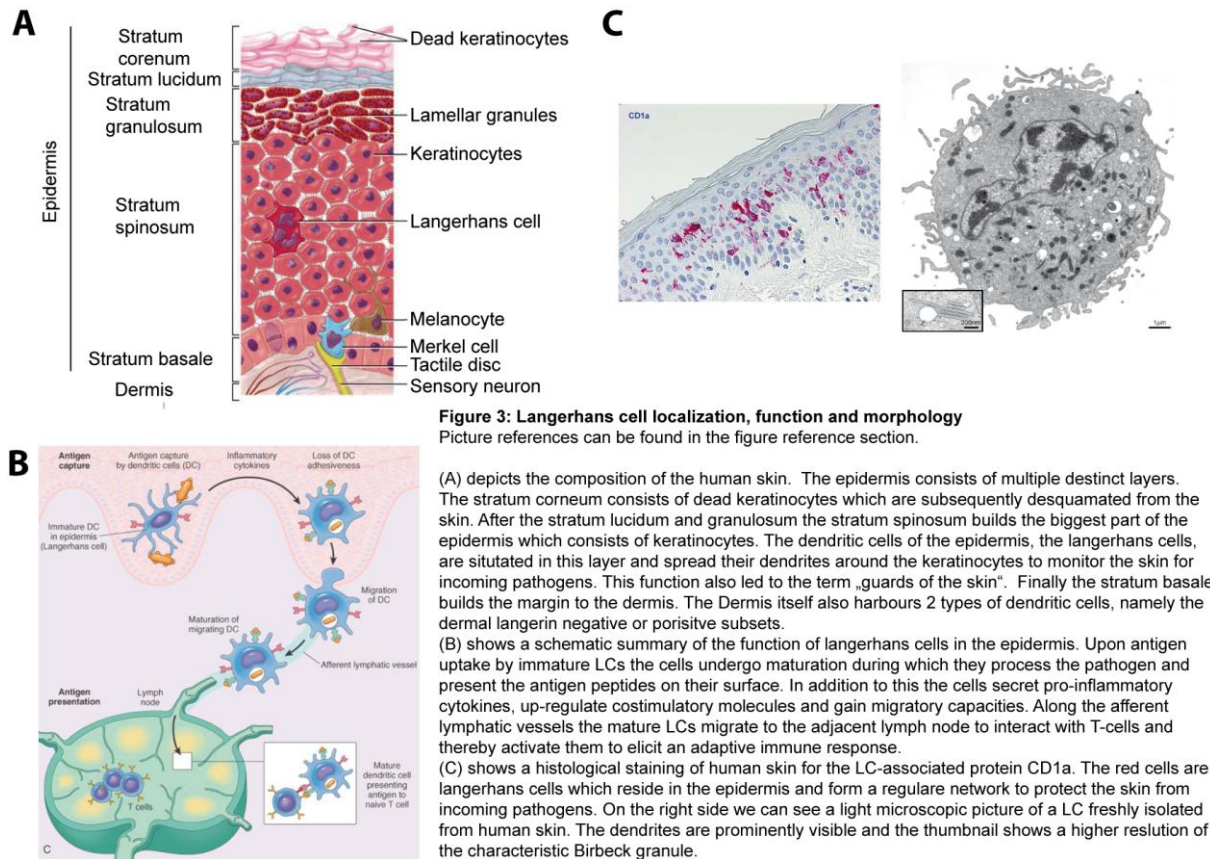 A
Epidermis
Stratum
corenum
Stratum lucidum
Stratum
granulosum
Stratum
spinosum
Stratum basale
Dermis
Dead keratinocytes
Lamellar granules
Keratinocytes
Langerhans cell
Melanocyte
Merkel cell
Tactile disc
Sensory neuron
C
CD1a
200nm
1µm
B
Antigen
capture
Antigen capture
by dendritic cells (DC)
Inflammatory
cytokines
Loss of DC
adhesiveness
Immature DC
in epidermis
(Langerhans cell)
Migration
of DC
Maturation of
migrating DC
Afferent lymphatic vessel
Antigen
presentation
Lymph
node
T cells
Mature
dendritic cell
presenting
antigen to
naive T cell
C
Figure 3: Langerhans cell localization, function and morphology
Picture references can be found in the figure reference section.
(A) depicts the composition of the human skin. The epidermis consists of multiple destinct layers.
The stratum corneum consists of dead keratinocytes which are subsequently desquamated from the
skin. After the stratum lucidum and granulosum the stratum spinosum builds the biggest part of the
epidermis which consists of keratinocytes. The dendritic cells of the epidermis, the langerhans cells,
are situtated in this layer and spread their dendrites around the keratinocytes to monitor the skin for
incoming pathogens. This function also led to the term „guards of the skin“. Finally the stratum basale
builds the margin to the dermis. The Dermis itself also harbours 2 types of dendritic cells, namely the
dermal langerin negative or porisitve subsets.
(B) shows a schematic summary of the function of langerhans cells in the epidermis. Upon antigen
uptake by immature LCs the cells undergo maturation during which they process the pathogen and
present the antigen peptides on their surface. In addition to this the cells secret pro-inflammatory
cytokines, up-regulate costimulatory molecules and gain migratory capacities. Along the afferent
lymphatic vessels the mature LCs migrate to the adjacent lymph node to interact with T-cells and
thereby activate them to elicit an adaptive immune response.
(C) shows a histological staining of human skin for the LC-associated protein CD1a. The red cells are
langerhans cells which reside in the epidermis and form a regulare network to protect the skin from
incoming pathogens. On the right side we can see a light microscopic picture of a LC freshly isolated
from human skin. The dendrites are prominently visible and the thumbnail shows a higher reslution of
the characteristic Birbeck granule.